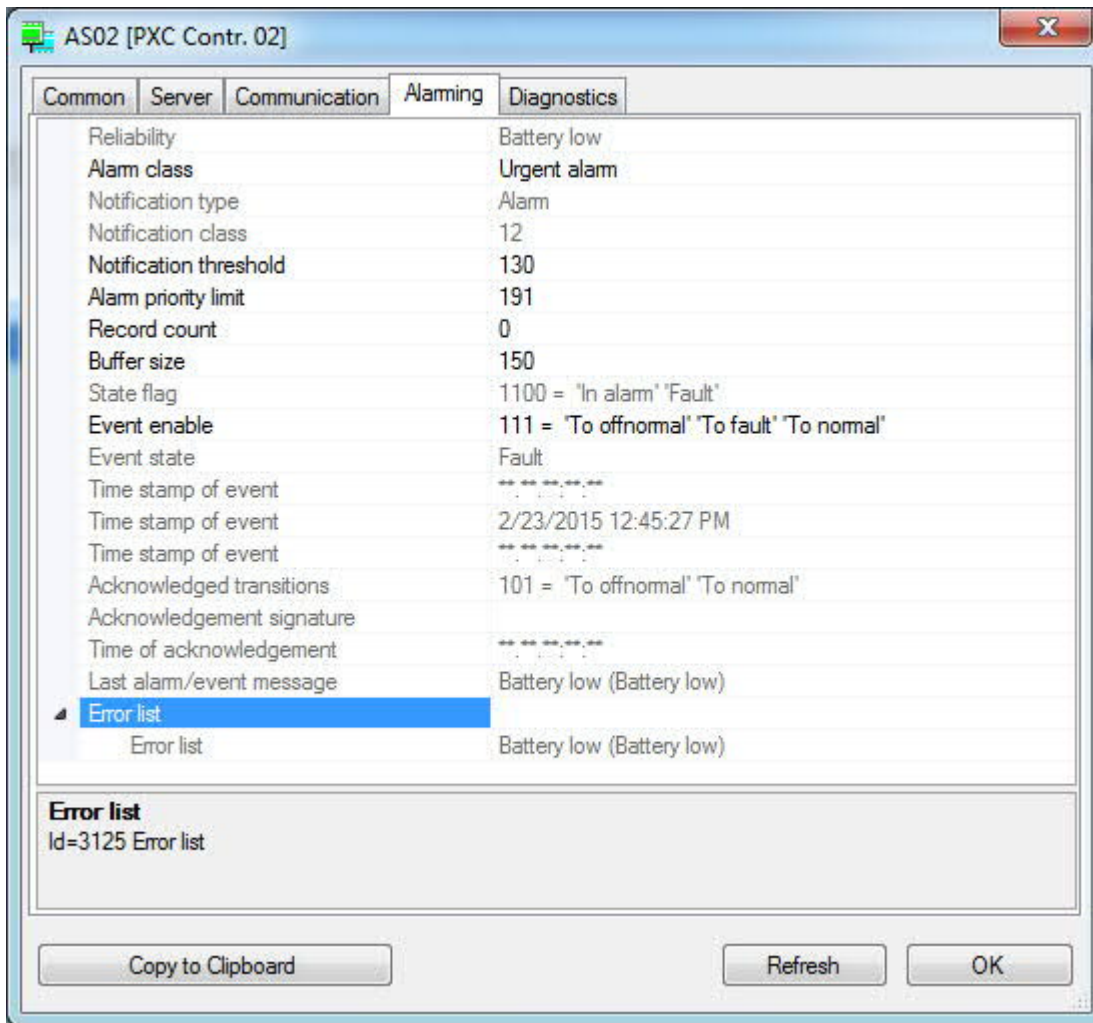 AS02 [PXC Contr. 02]
Common Server Communication Alarming Diagnostics
Reliability Battery low
Alarm class Urgent alarm
Notification type Alarm
Notification class 12
Notification threshold 130
Alarm priority limit 191
Record count 0
Buffer size 150
State flag 1100 = 'In alarm' 'Fault'
Event enable 111 = 'To offnormal' 'To fault' 'To normal'
Event state Fault
Time stamp of event **.**.**;**:**
Time stamp of event 2/23/2015 12:45:27 PM
Time stamp of event **.**.**;**:**
Acknowledged transitions 101 = 'To offnormal' 'To normal'
Acknowledgement signature
Time of acknowledgement **.**.**;**:**
Last alarm/event message Battery low (Battery low)
Error list
Error list Battery low (Battery low)
Error list
Id=3125 Error list
Copy to Clipboard Refresh OK